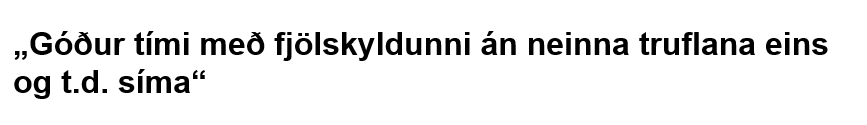 „Góður tími með fjölskyldunni án neinna truflana eins
og t.d. síma“